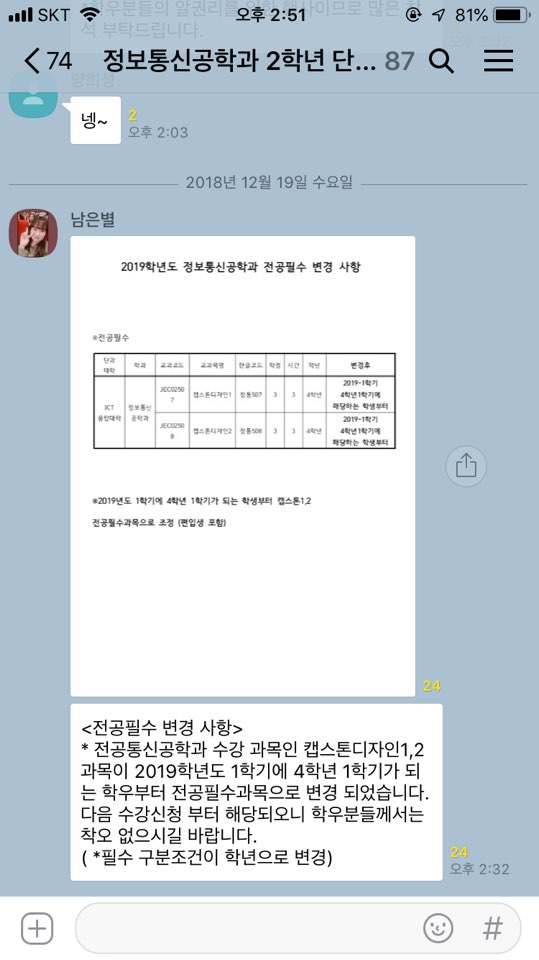 SKT 오후 2:51 81%
74 정보통신공학과 2학년 단... 87
석 부탁드립니다.
양희성
넹~
2
오후 2:03
2018년 12월 19일 수요일
남은별
2019학년도 정보통신공학과 전공필수 변경 사항
※전공필수
단과대학 학과 교과코드 교과목명 한글코드 학점 시간 학년 변경후
ICT융합대학 정보통신공학과 JEC02507 캡스톤디자인1 정통507 3 3 4학년 2019-1학기 4학년1학기에 해당하는 학생부터
JEC02508 캡스톤디자인2 정통508 3 3 4학년 2019-1학기 4학년1학기에 해당하는 학생부터
※2019년도 1학기에 4학년 1학기가 되는 학생부터 캡스톤1,2
전공필수과목으로 조정 (편입생 포함)
24
<전공필수 변경 사항>
* 전공통신공학과 수강 과목인 캡스톤디자인1,2
과목이 2019학년도 1학기에 4학년 1학기가 되
는 학우부터 전공필수과목으로 변경 되었습니다.
다음 수강신청 부터 해당되오니 학우분들께서는
착오 없으시길 바랍니다.
( *필수 구분조건이 학년으로 변경)
24
오후 2:32
#